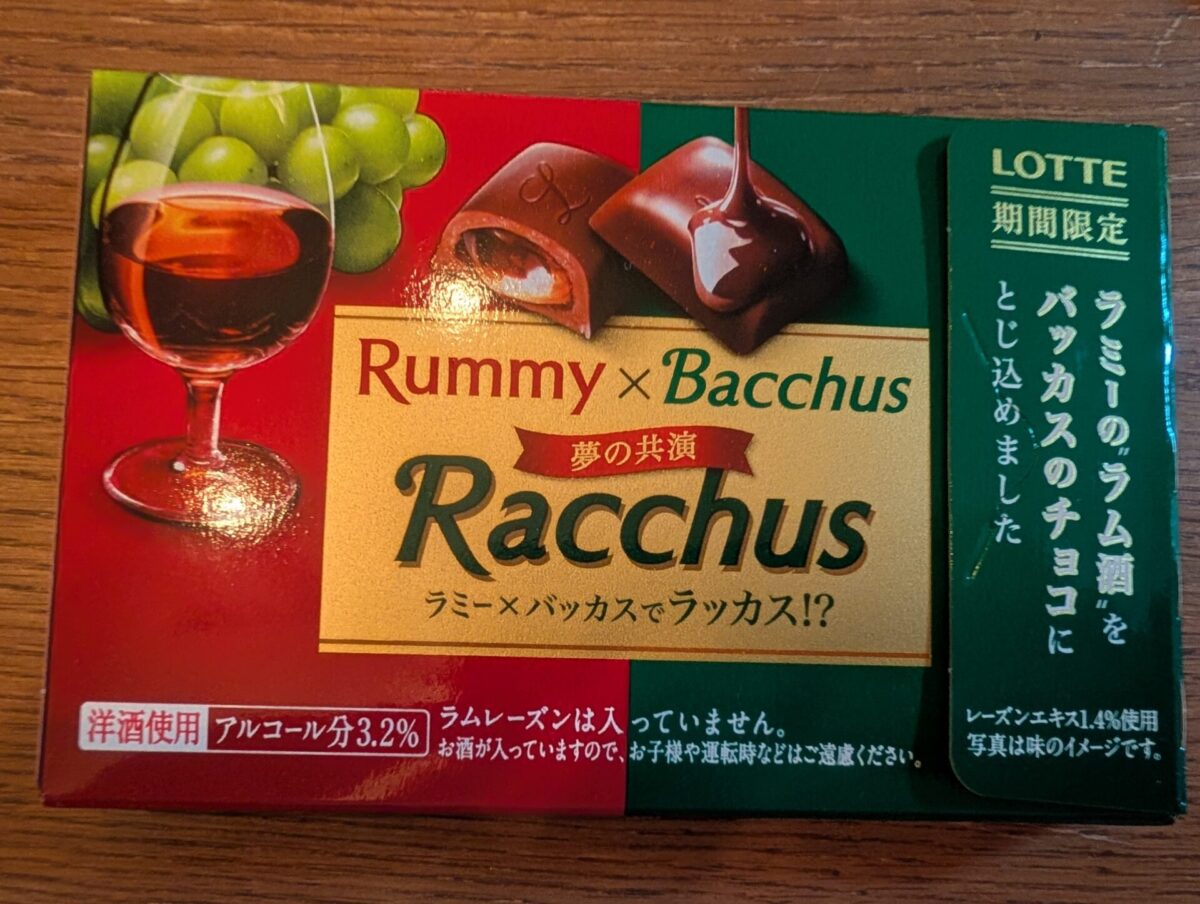 Rummy×Bacchus
夢の共演
Racchus
ラミー×バッカスでラッカス!?
LOTTE
期間限定
ラミーの"ラム酒"を
バッカスのチョコに
とじ込めました
洋酒使用 アルコール分3.2%
ラムレーズンは入っていません。
お酒が入っていますので、お子様や運転時などはご遠慮ください。
レーズンエキス1.4%使用
写真は味のイメージです。